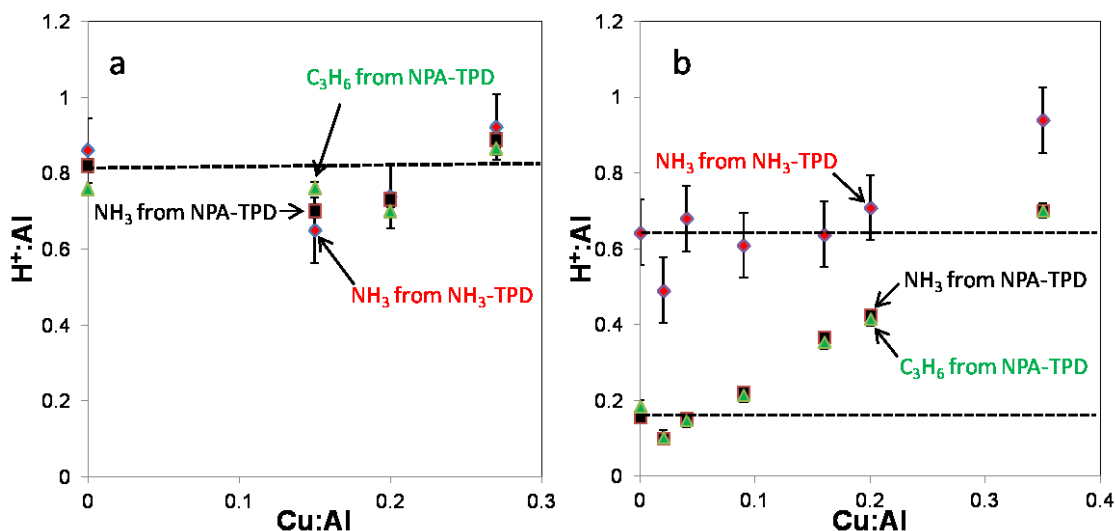 a
1.2
1
0.8
0.6
0.4
0.2
0
H⁺:Al
C₃H₆ from NPA-TPD
NH₃ from NPA-TPD
NH₃ from NH₃-TPD
0
0.1
0.2
0.3
Cu:Al
b
1.2
1
0.8
0.6
0.4
0.2
0
H⁺:Al
NH₃ from NH₃-TPD
NH₃ from NPA-TPD
C₃H₆ from NPA-TPD
0
0.1
0.2
0.3
0.4
Cu:Al